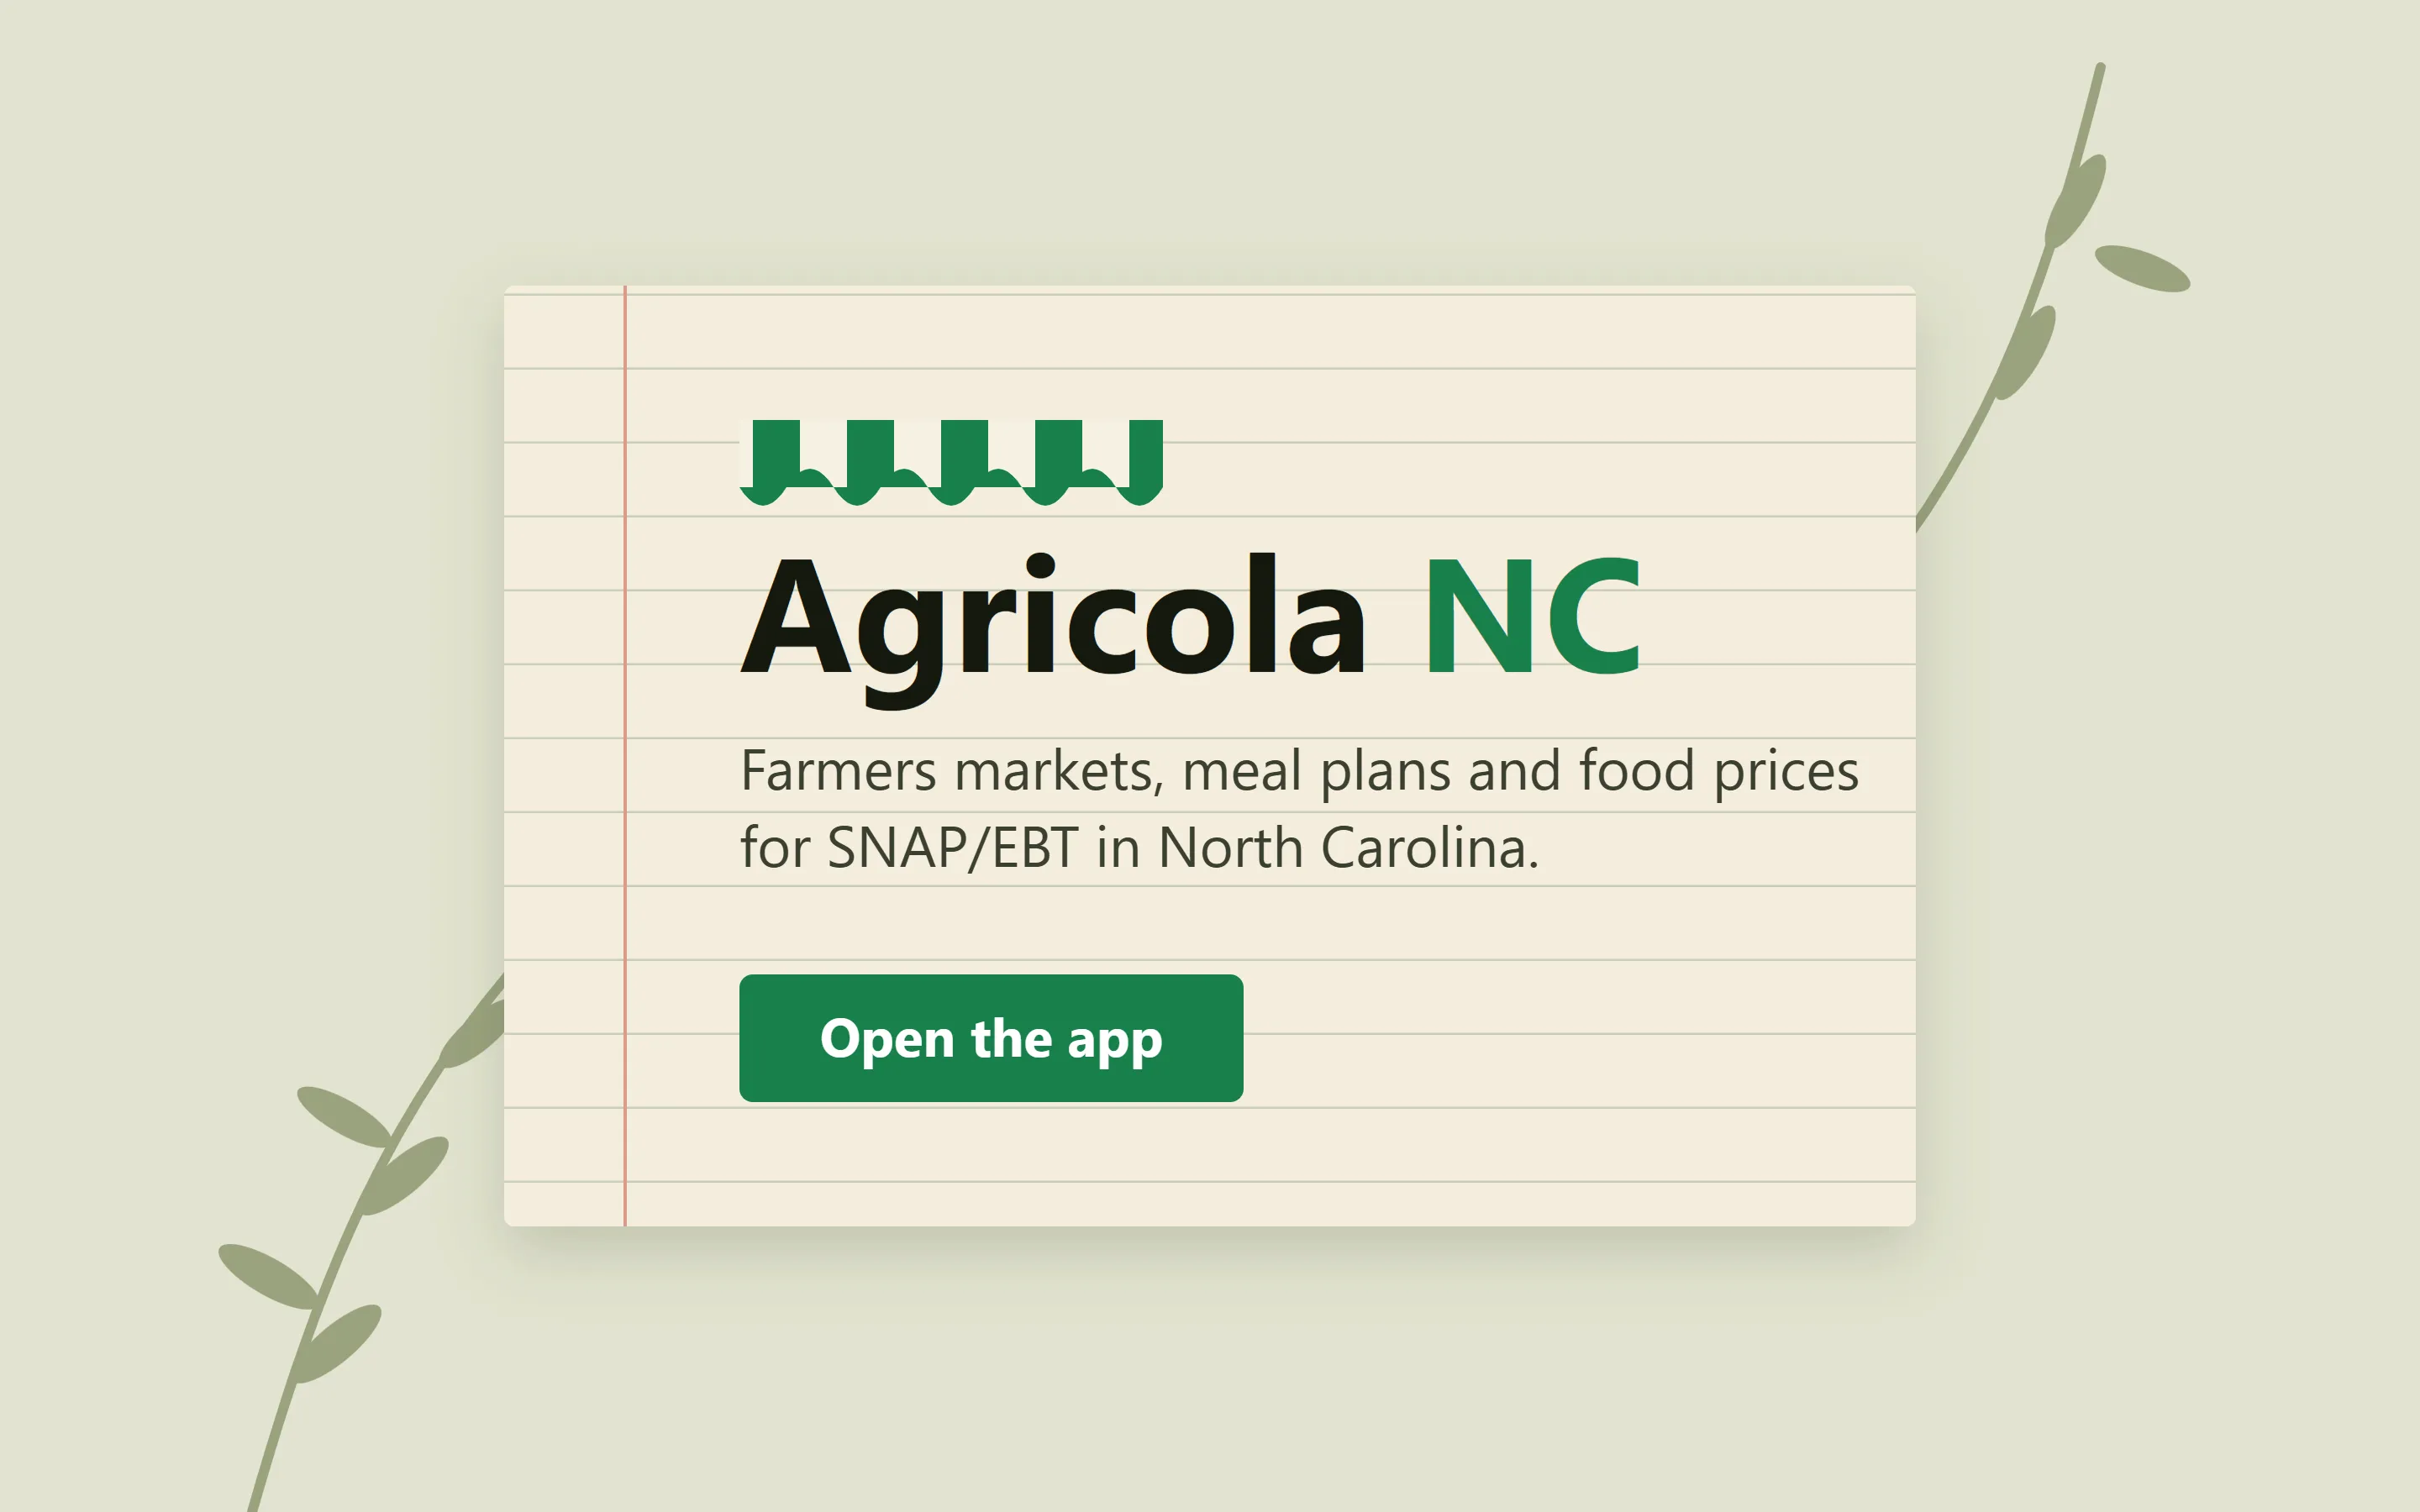 Agricola NC
Farmers markets, meal plans and food prices
for SNAP/EBT in North Carolina.
Open the app